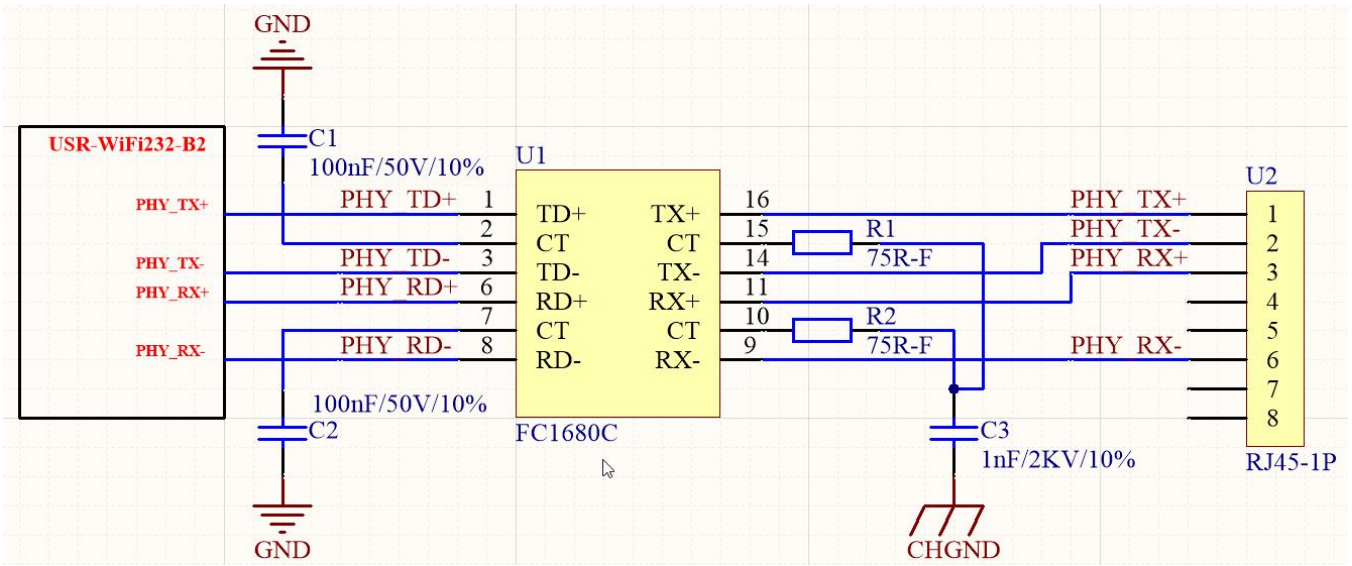 GND
USR-WiFi232-B2
PHY_TX+
PHY_TX-
PHY_RX+
PHY_RX-
C1
100nF/50V/10%
PHY_TD+
PHY_TD-
PHY_RD+
PHY_RD-
1
2
3
6
7
8
100nF/50V/10%
C2
GND
U1
TD+ TX+
CT CT
TD- TX-
RD+ RX+
CT CT
RD- RX-
FC1680C
16
15
14
11
10
9
R1
75R-F
R2
75R-F
C3
1nF/2KV/10%
CHGND
PHY_TX+
PHY_TX-
PHY_RX+
PHY_RX-
U2
1
2
3
4
5
6
7
8
RJ45-1P